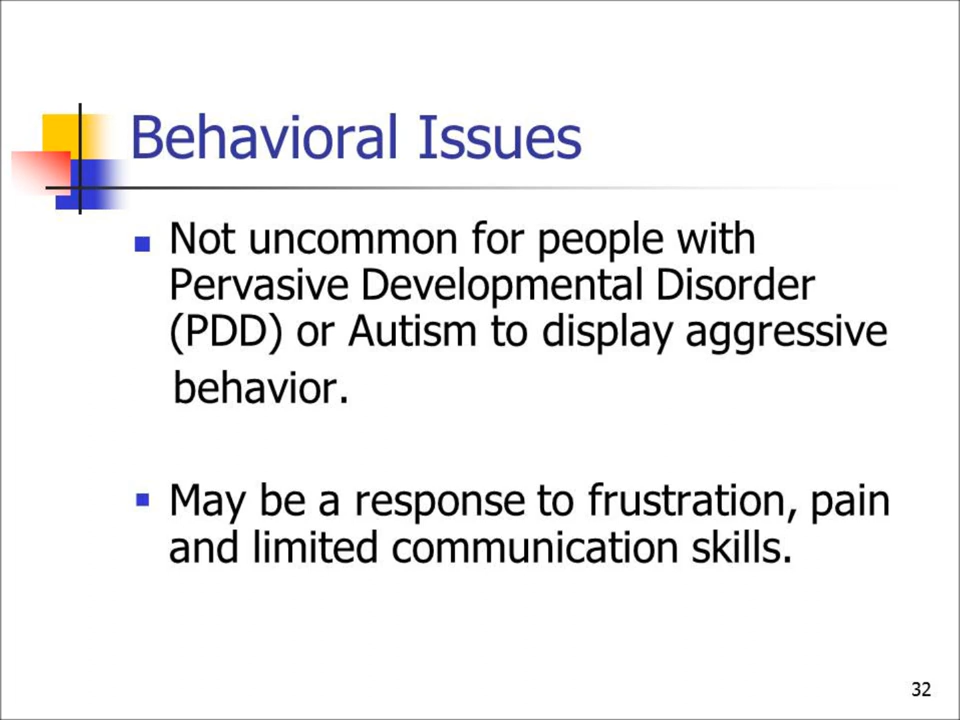 Behavioral Issues
Not uncommon for people with
Pervasive Developmental Disorder
(PDD) or Autism to display aggressive
behavior.
May be a response to frustration, pain
and limited communication skills.
32